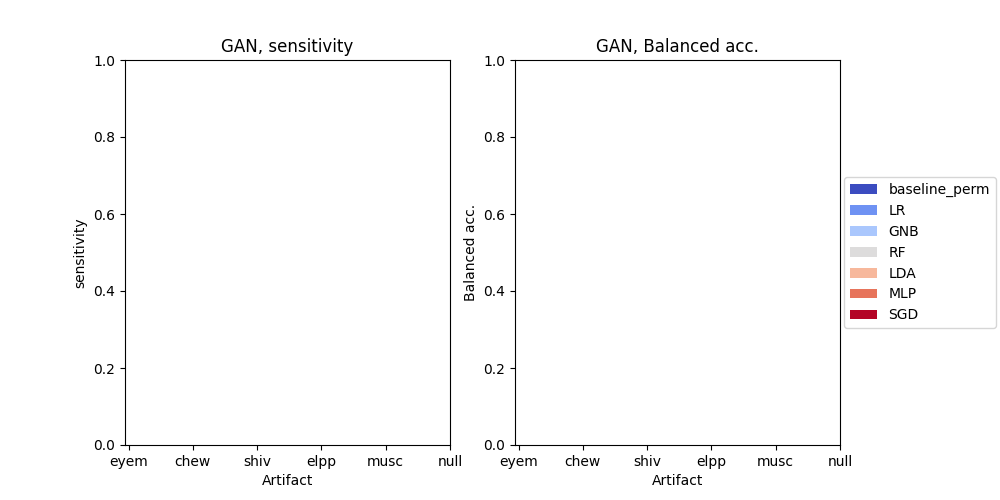 GAN, sensitivity
1.0
0.8
0.6
0.4
0.2
0.0
sensitivity
eyem chew shiv elpp musc null
Artifact
GAN, Balanced acc.
1.0
0.8
0.6
0.4
0.2
0.0
Balanced acc.
eyem chew shiv elpp musc null
Artifact
baseline_perm
LR
GNB
RF
LDA
MLP
SGD